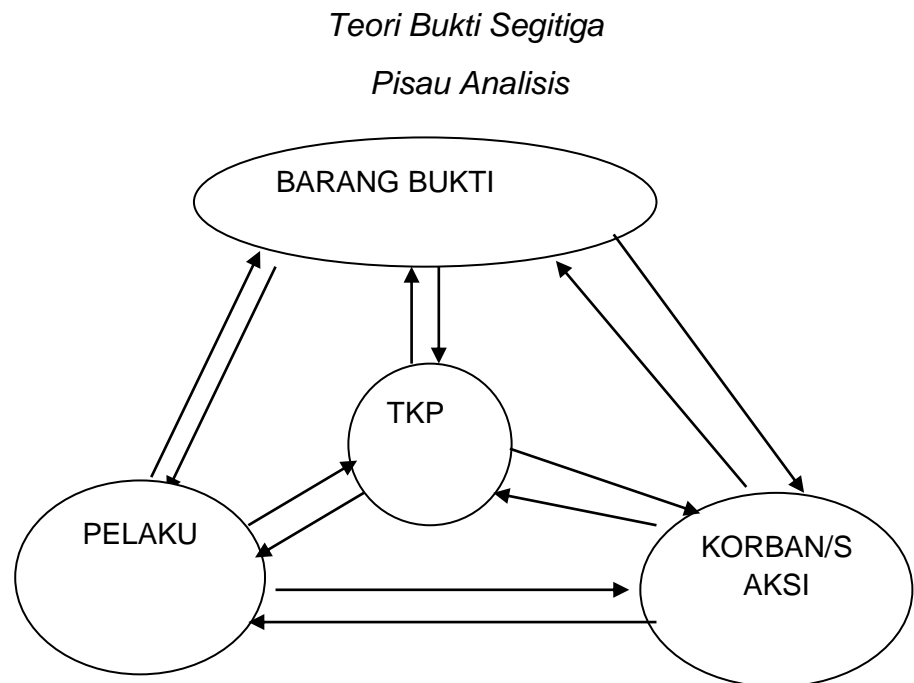 Teori Bukti Segitiga
Pisau Analisis
BARANG BUKTI
TKP
PELAKU
KORBAN/S
AKSI